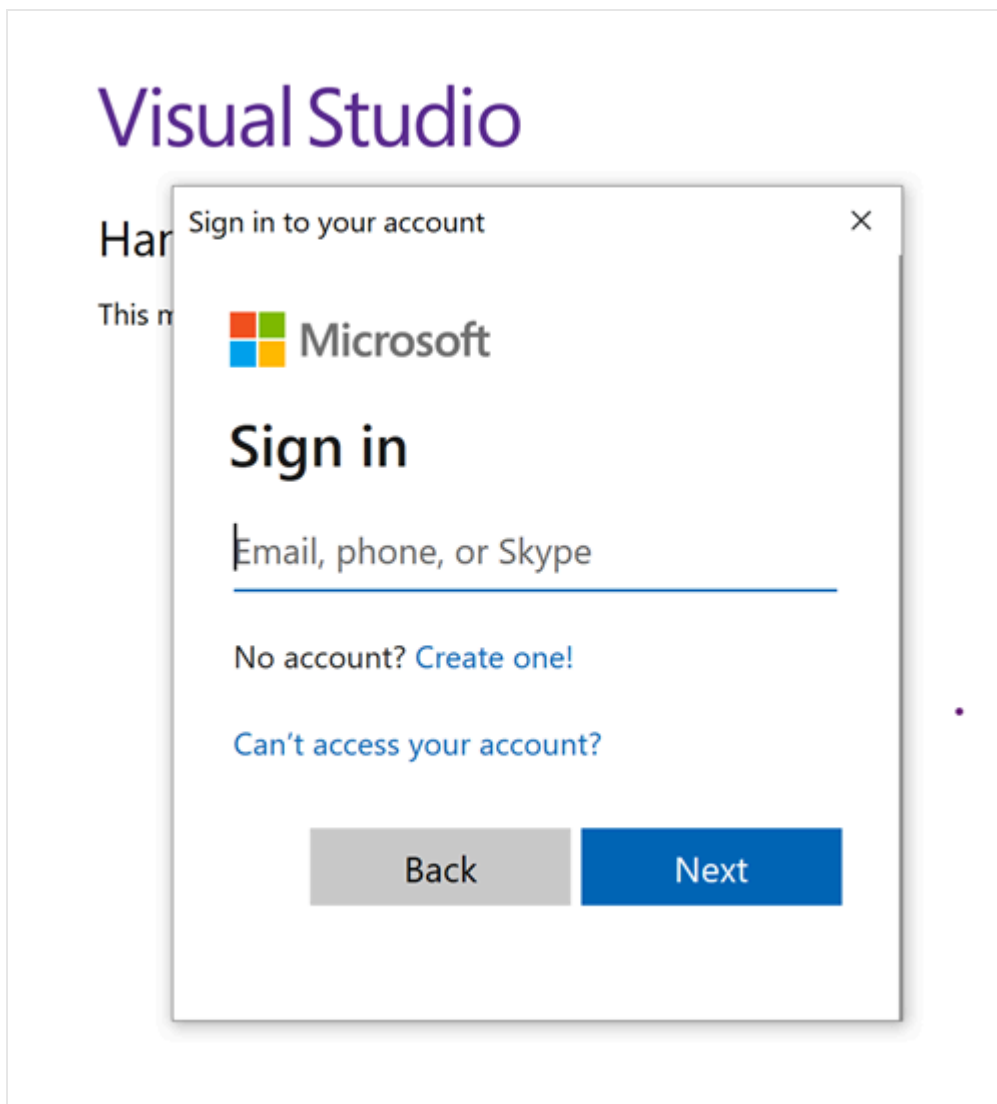 Visual Studio
Sign in to your account
Har
This
Microsoft
Sign in
Email, phone, or Skype
No account? Create one!
Can't access your account?
Back
Next